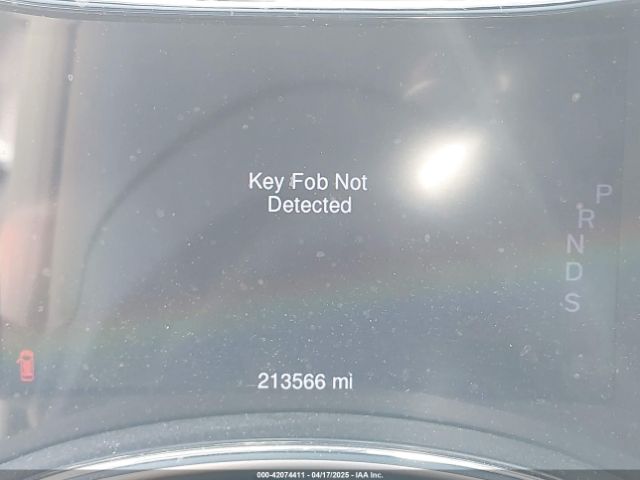 Key Fob Not
Detected
P
R
N
D
S
213566 mi
000-42074411 - 04/17/2025 - IAA Inc.